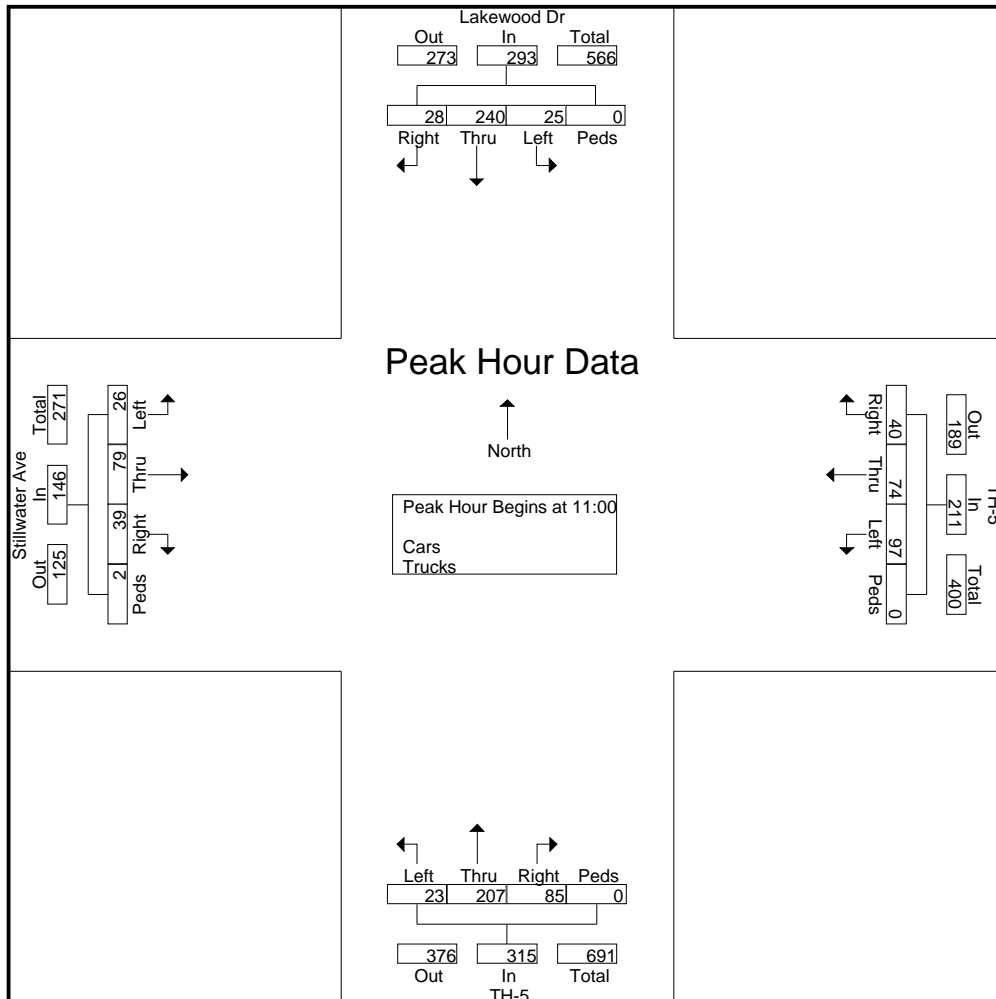 Lakewood Dr
Out In Total
273 293 566
28 240 25 0
Right Thru Left Peds
Peak Hour Data
North
Peak Hour Begins at 11:00
Cars
Trucks
Stillwater Ave
Out In Total
125 146 271
26 79 39 2
Left Thru Right Peds
TH-5
Out In Total
189 211 400
Right Thru Left Peds
40 74 97 0
Left Thru Right Peds
23 207 85 0
376 315 691
Out In Total
TH-5